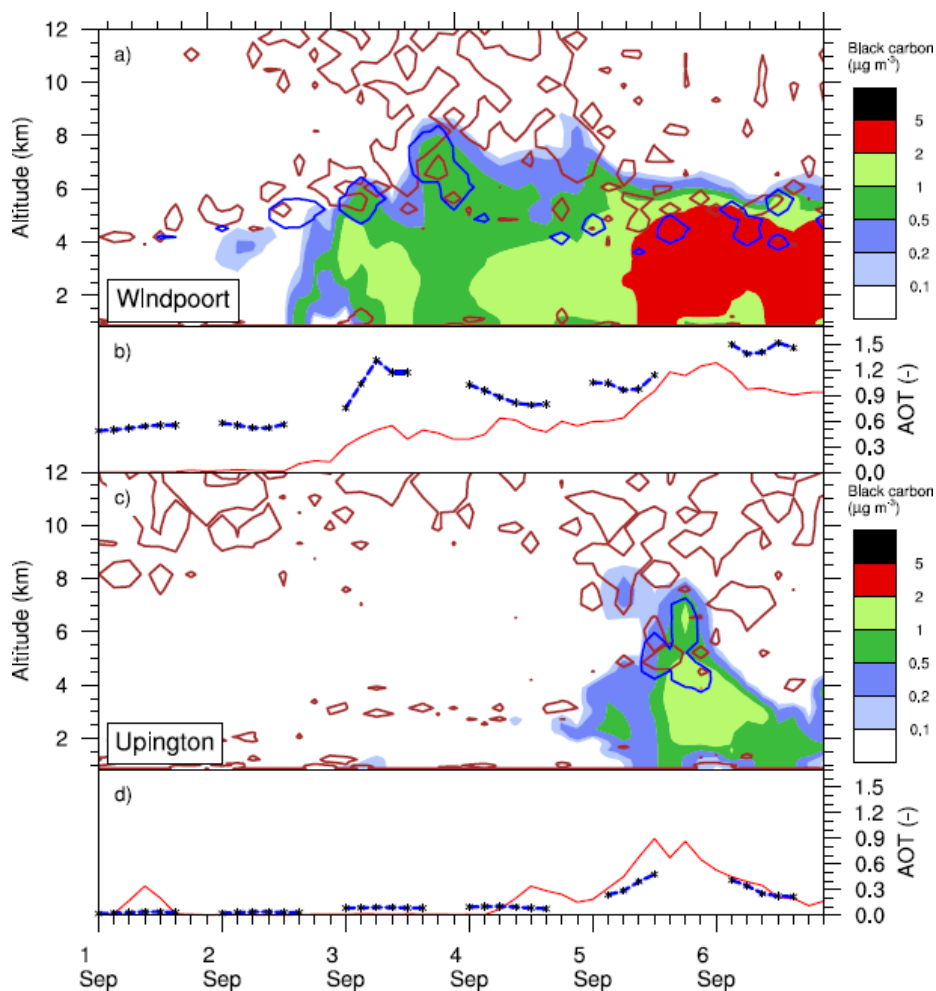 12
10
8
6
4
2
Altitude (km)
a)
WIndpoort
Black carbon
(µg m⁻³)
5
2
1
0.5
0.2
0.1
b)
1.5
1.2
0.9
0.6
0.3
0.0
AOT (–)
12
10
8
6
4
2
Altitude (km)
c)
Upington
Black carbon
(µg m⁻³)
5
2
1
0.5
0.2
0.1
d)
1.5
1.2
0.9
0.6
0.3
0.0
AOT (–)
1 2 3 4 5 6
Sep Sep Sep Sep Sep Sep